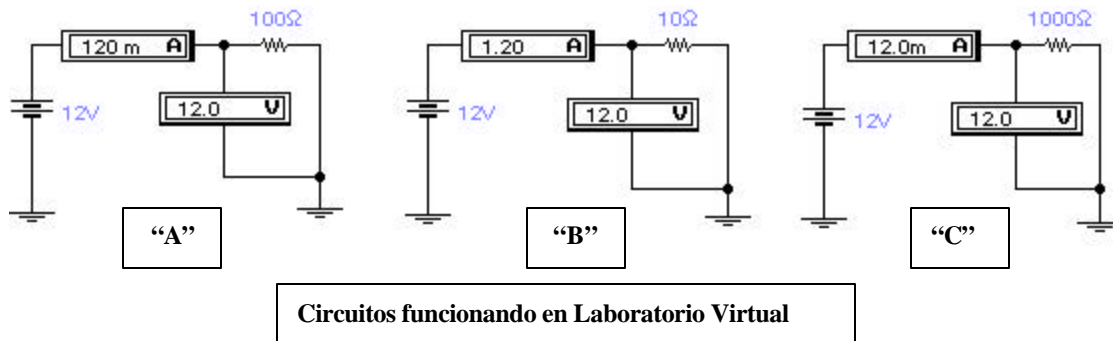 100Ω
120 m A
12V
12.0 V
“A”
10Ω
1.20 A
12V
12.0 V
“B”
1000Ω
12.0m A
12V
12.0 V
“C”
Circuitos funcionando en Laboratorio Virtual